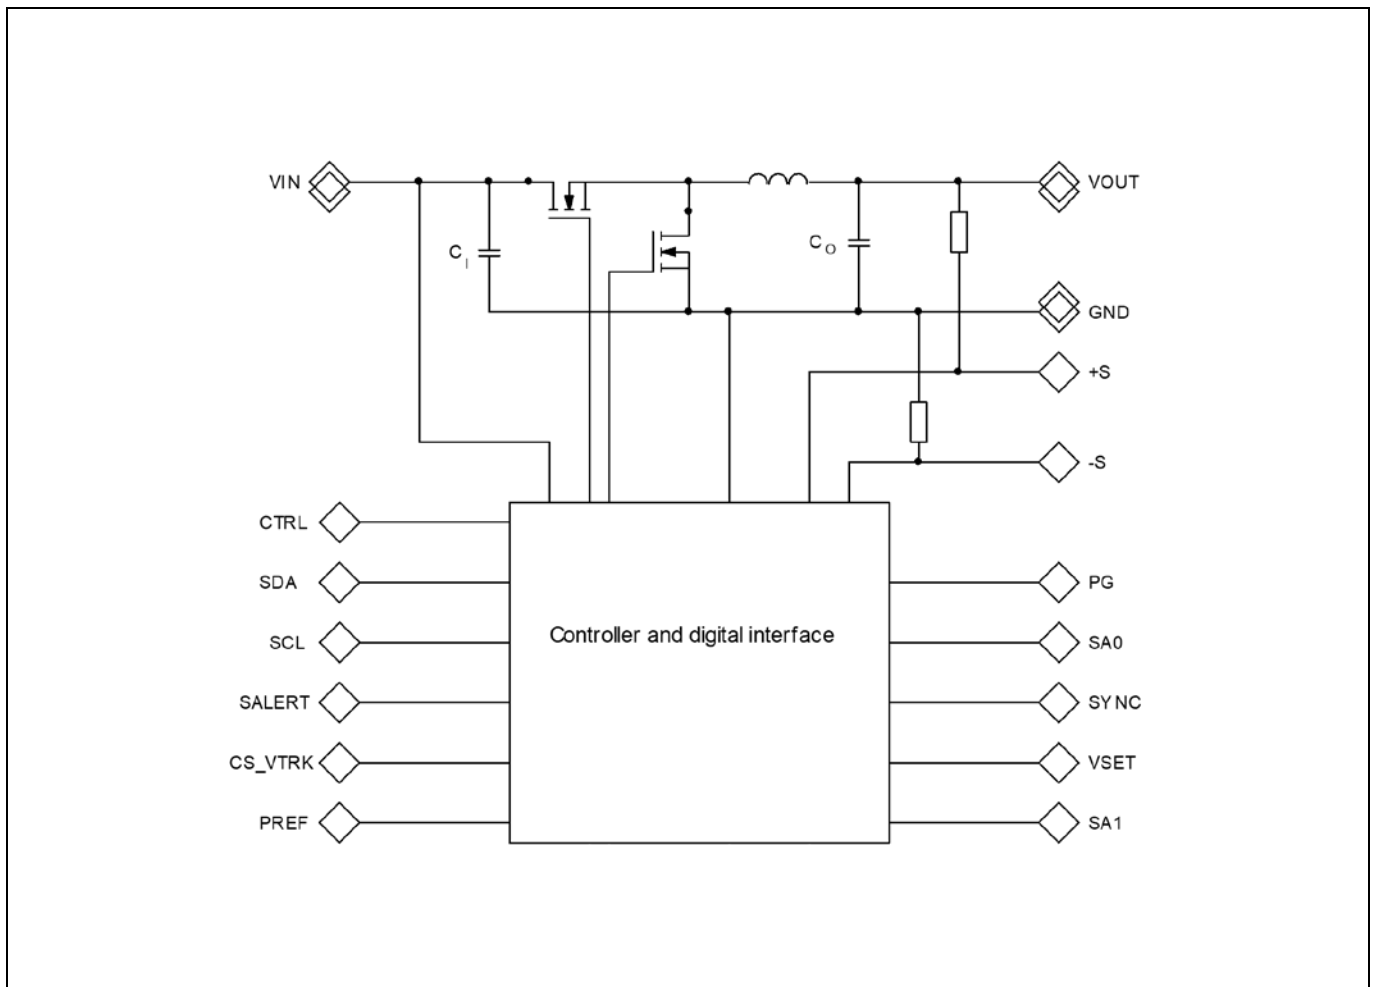 VIN
VOUT
C_I
C_O
GND
+S
-S
CTRL
SDA
PG
Controller and digital interface
SCL
SA0
SALERT
SYNC
CS_VTRK
VSET
PREF
SA1